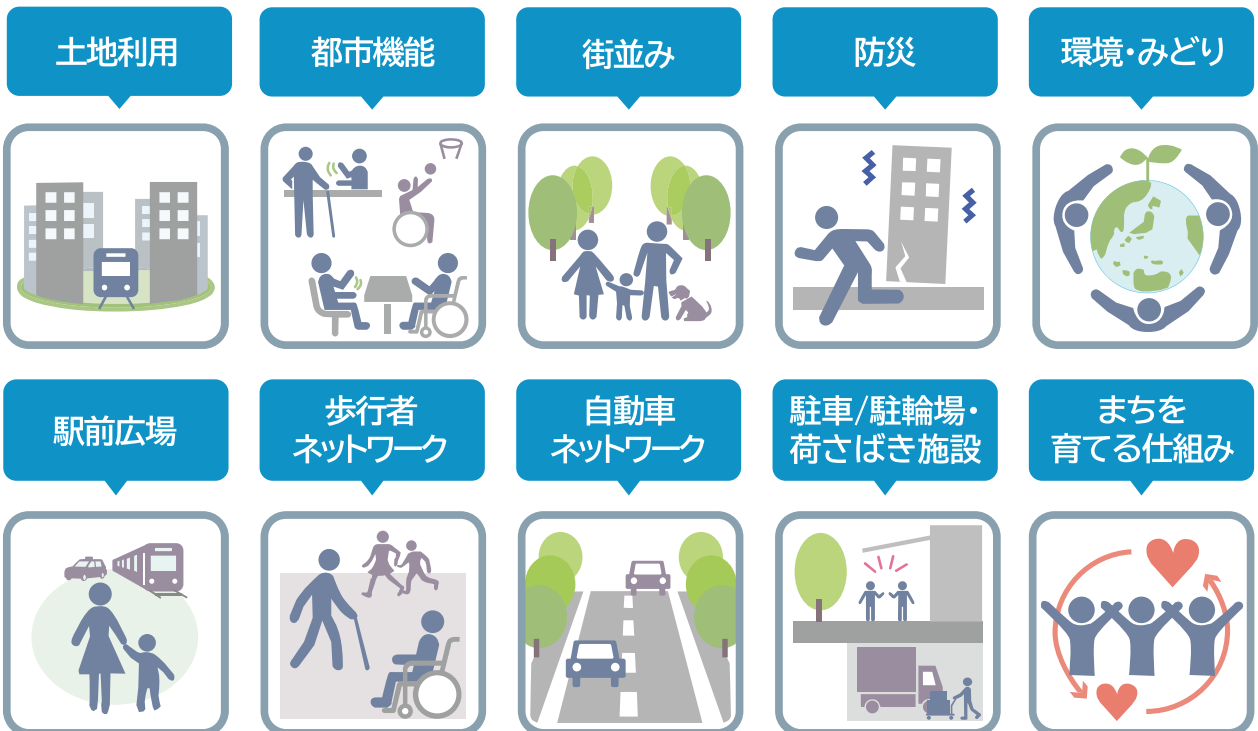 土地利用
都市機能
街並み
防災
環境・みどり
駅前広場
歩行者
ネットワーク
自動車
ネットワーク
駐車/駐輪場・
荷さばき施設
まちを
育てる仕組み